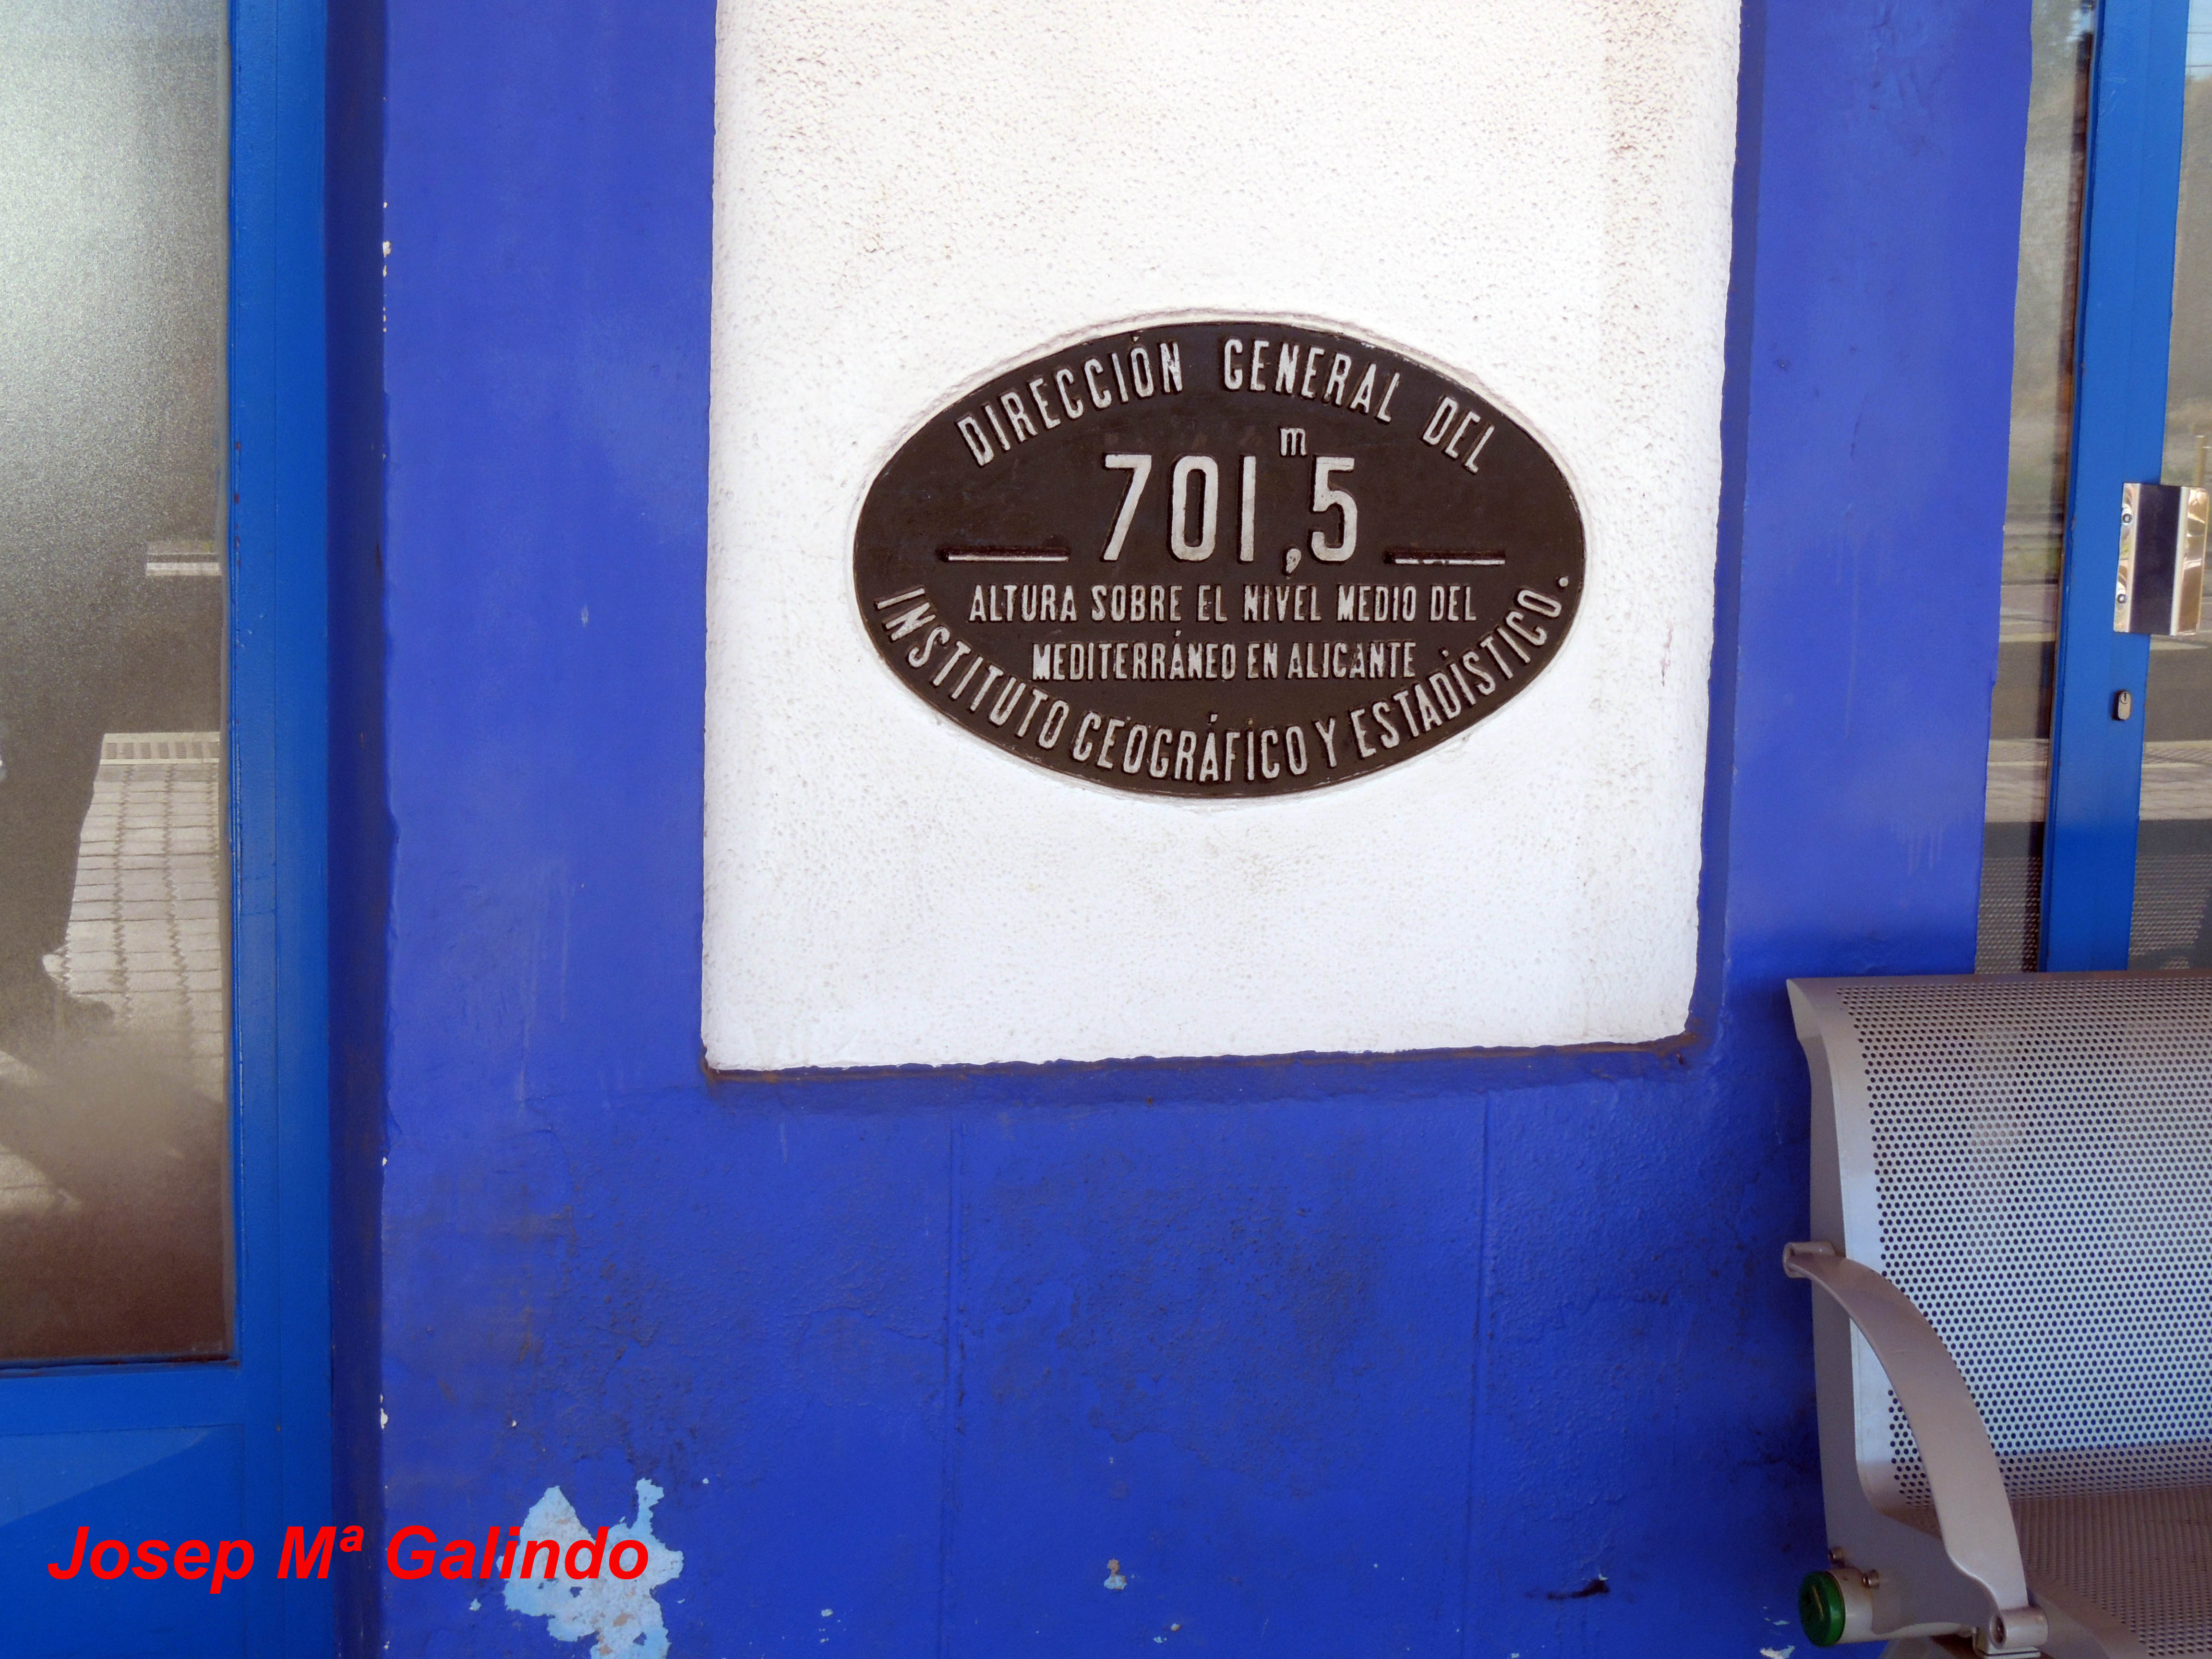 DIRECCIÓN GENERAL DEL
701,5 m
ALTURA SOBRE EL NIVEL MEDIO DEL
MEDITERRÁNEO EN ALICANTE
INSTITUTO GEOGRÁFICO Y ESTADÍSTICO.
Josep Mª Galindo